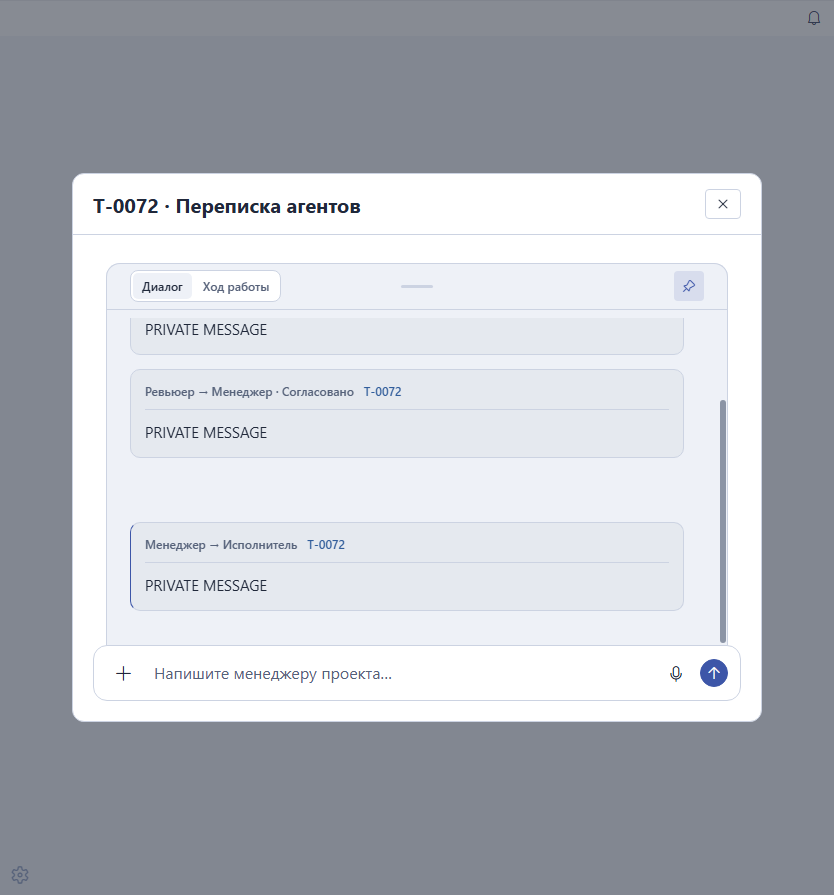 T-0072 · Переписка агентов
Диалог Ход работы
PRIVATE MESSAGE
Ревьюер → Менеджер · Согласовано T-0072
PRIVATE MESSAGE
Менеджер → Исполнитель T-0072
PRIVATE MESSAGE
Напишите менеджеру проекта...